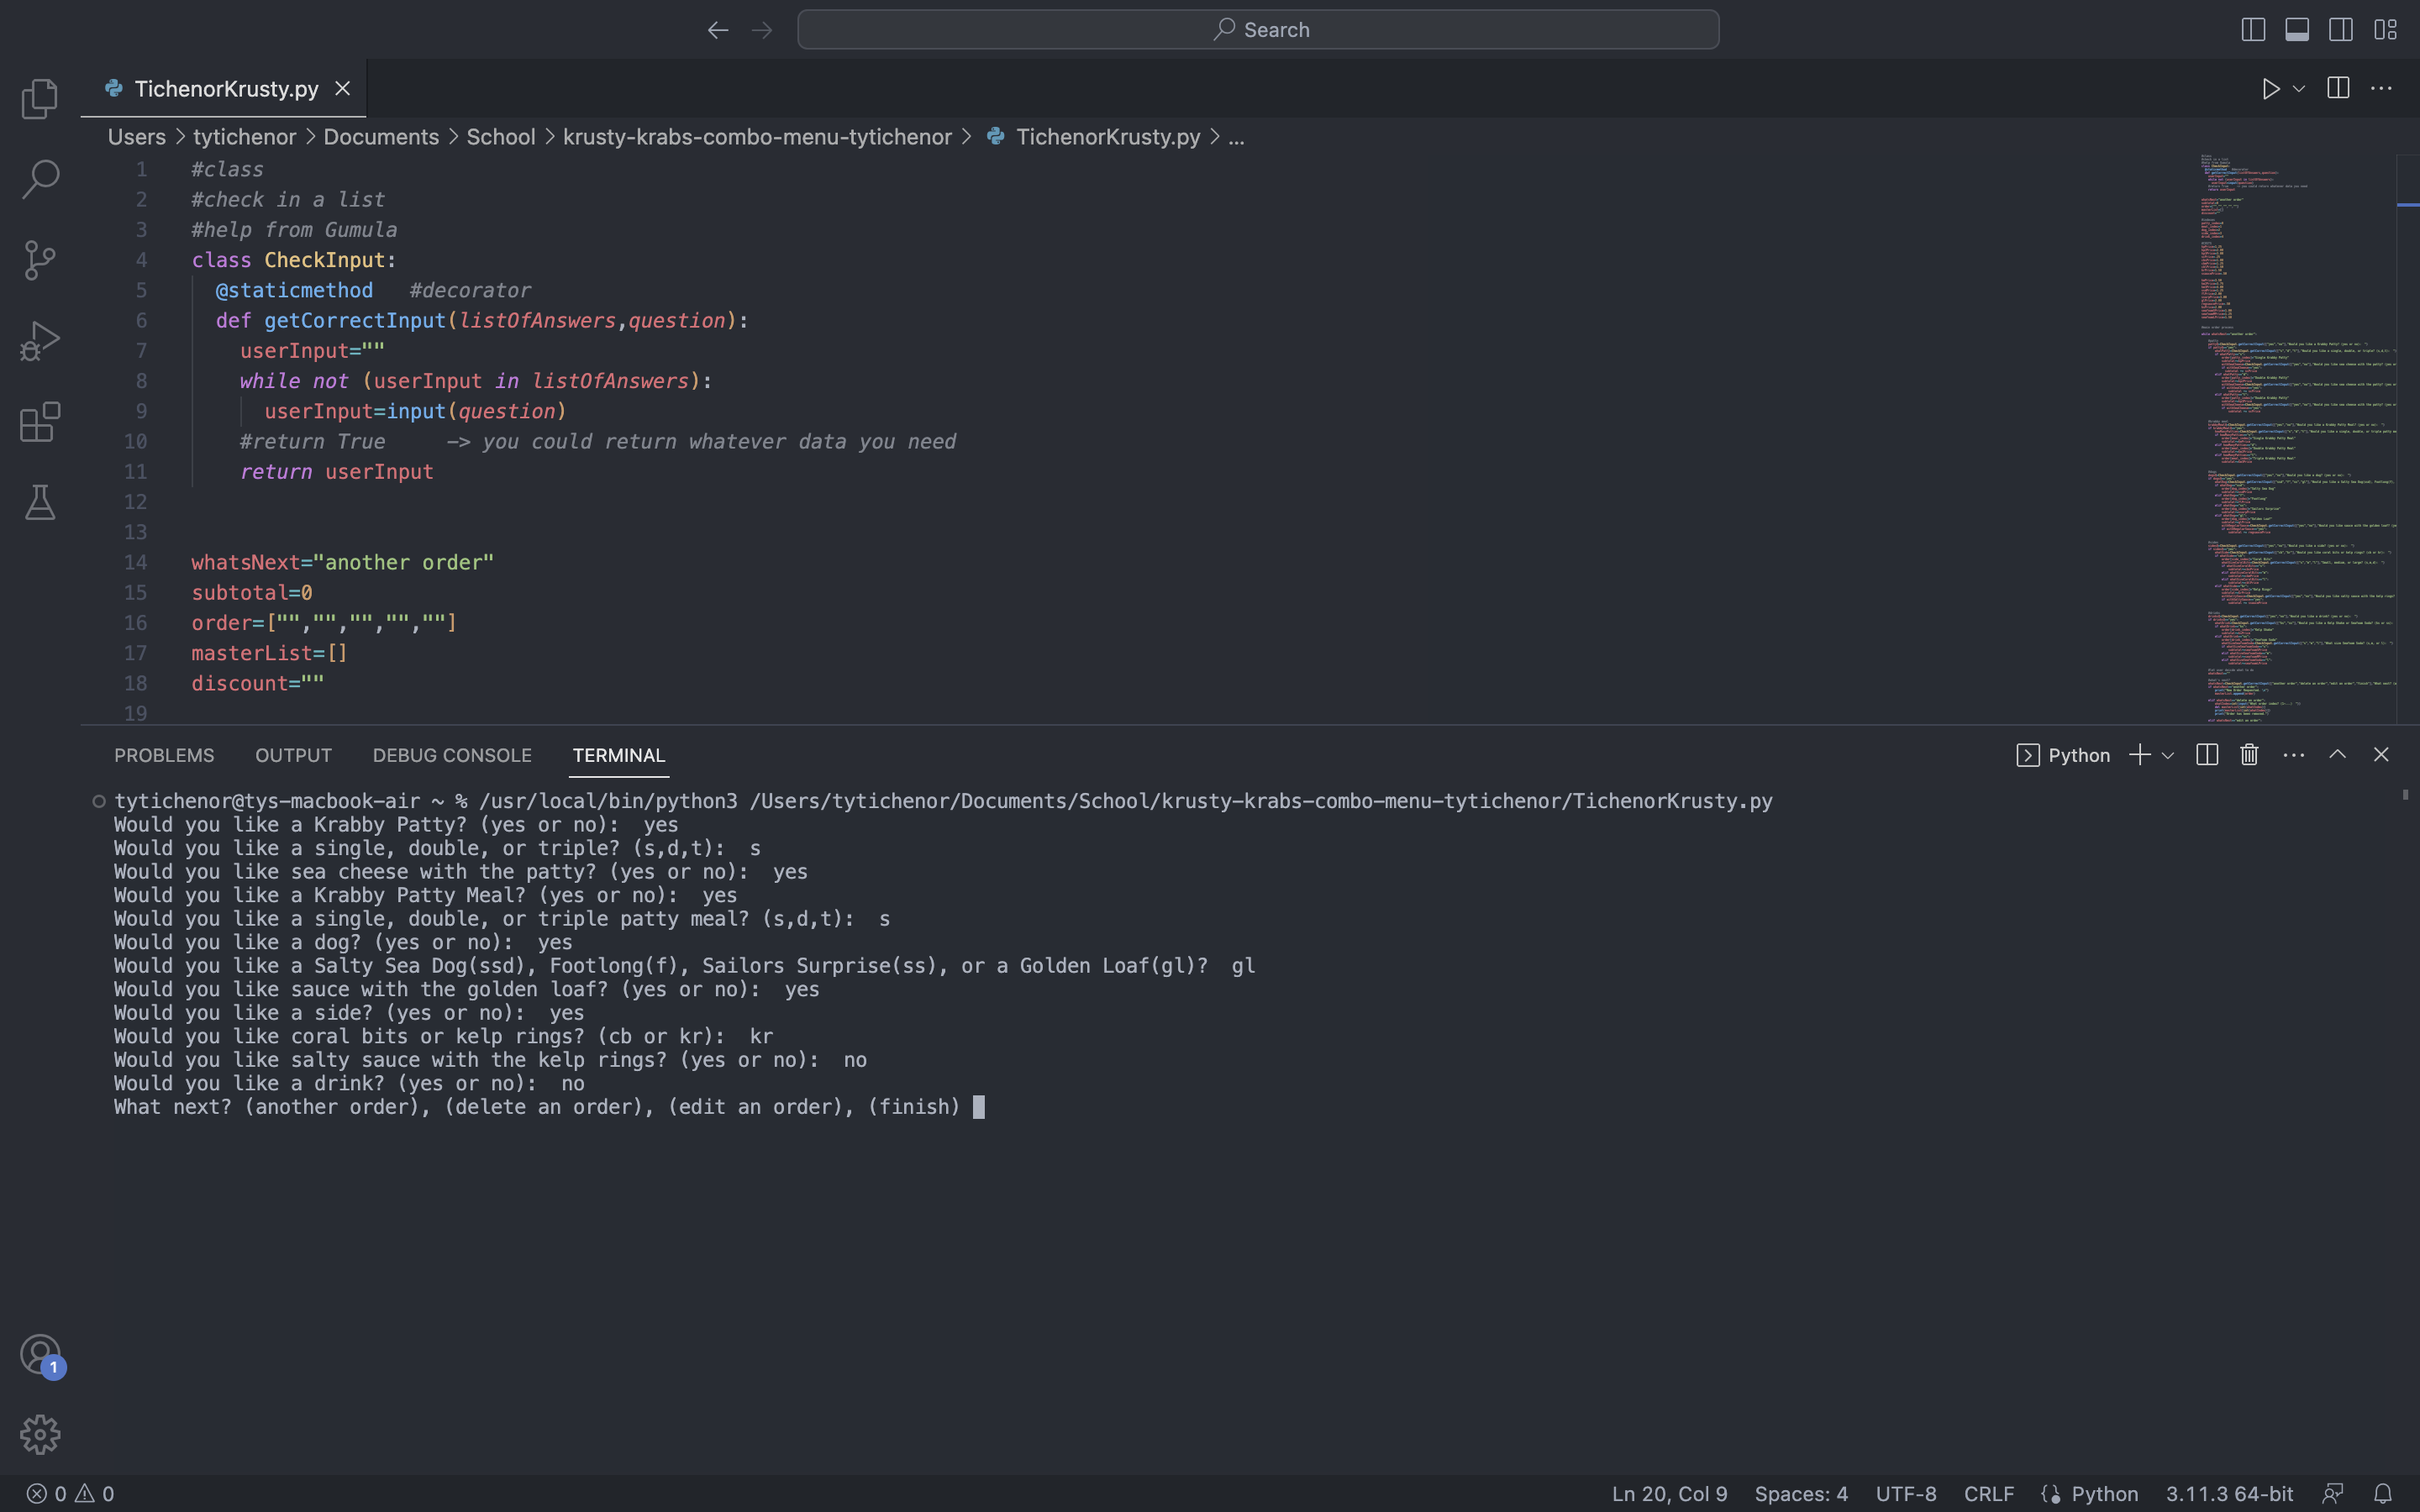 Search
TichenorKrusty.py
Users > tytichenor > Documents > School > krusty-krabs-combo-menu-tytichenor > TichenorKrusty.py > ...
1 #class
2 #check in a list
3 #help from Gumula
4 class CheckInput:
5 @staticmethod #decorator
6 def getCorrectInput(listOfAnswers,question):
7 userInput=""
8 while not (userInput in listOfAnswers):
9 userInput=input(question)
10 #return True -> you could return whatever data you need
11 return userInput
12
13
14 whatsNext="another order"
15 subtotal=0
16 order=["","","","",""]
17 masterList=[]
18 discount=""
19
PROBLEMS OUTPUT DEBUG CONSOLE TERMINAL Python
tytichenor@tys-macbook-air ~ % /usr/local/bin/python3 /Users/tytichenor/Documents/School/krusty-krabs-combo-menu-tytichenor/TichenorKrusty.py
Would you like a Krabby Patty? (yes or no):  yes
Would you like a single, double, or triple? (s,d,t):  s
Would you like sea cheese with the patty? (yes or no):  yes
Would you like a Krabby Patty Meal? (yes or no):  yes
Would you like a single, double, or triple patty meal? (s,d,t):  s
Would you like a dog? (yes or no):  yes
Would you like a Salty Sea Dog(ssd), Footlong(f), Sailors Surprise(ss), or a Golden Loaf(gl)?  gl
Would you like sauce with the golden loaf? (yes or no):  yes
Would you like a side? (yes or no):  yes
Would you like coral bits or kelp rings? (cb or kr):  kr
Would you like salty sauce with the kelp rings? (yes or no):  no
Would you like a drink? (yes or no):  no
What next? (another order), (delete an order), (edit an order), (finish)
1
0 0 Ln 20, Col 9 Spaces: 4 UTF-8 CRLF Python 3.11.3 64-bit